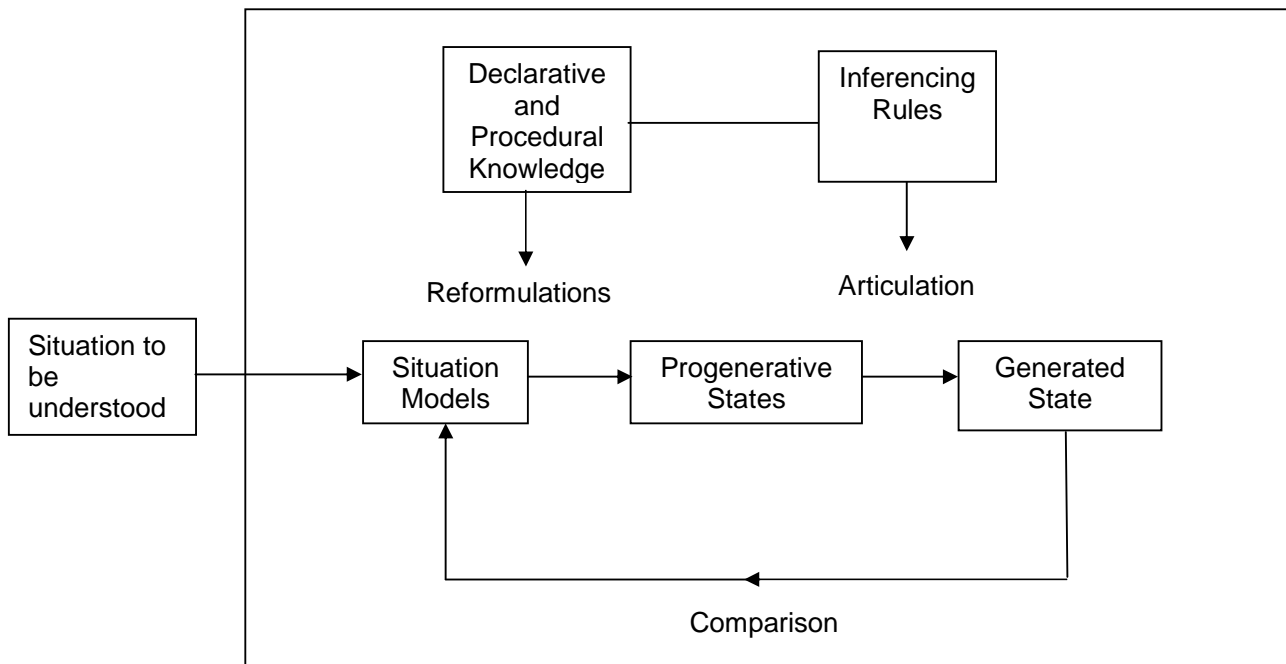 Declarative
and
Procedural
Knowledge
Inferencing
Rules
Reformulations
Articulation
Situation to
be
understood
Situation
Models
Progenerative
States
Generated
State
Comparison